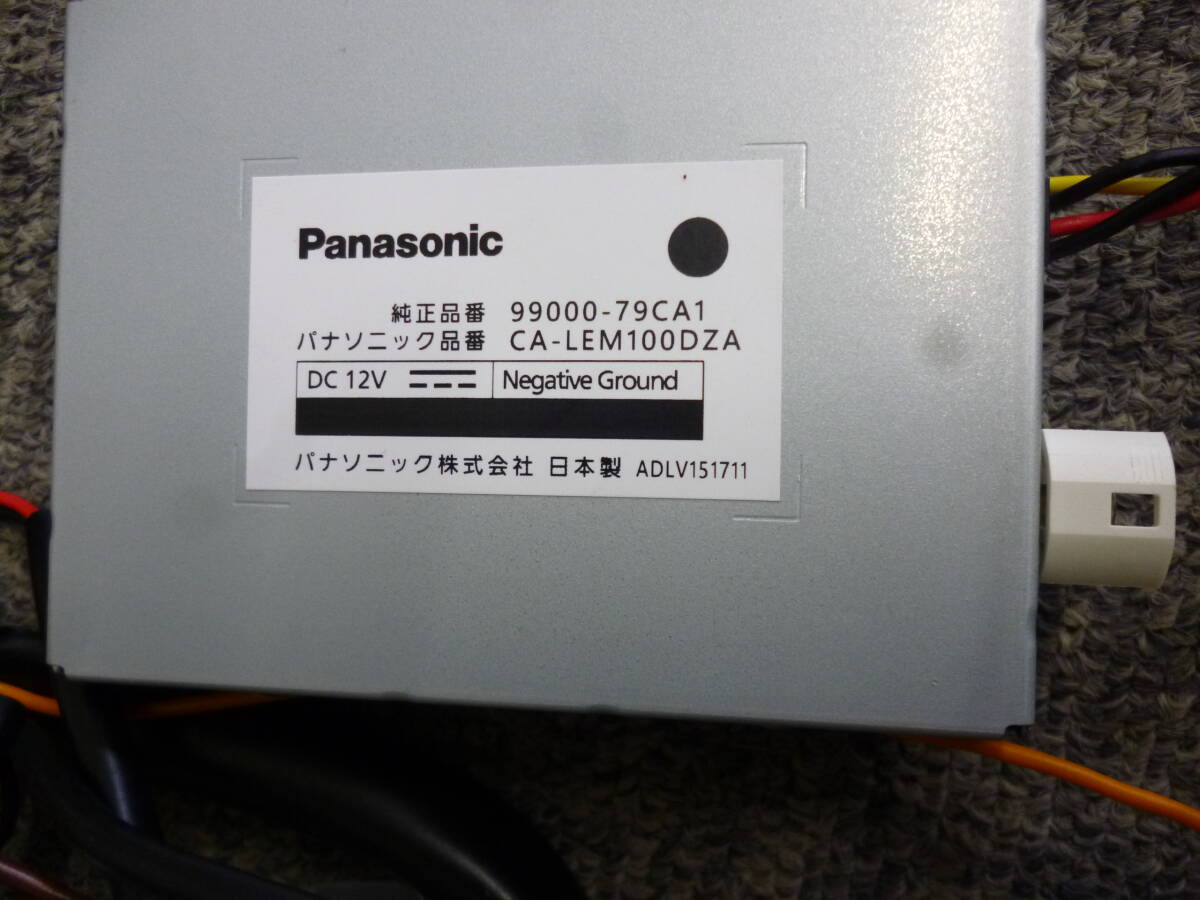 Panasonic
純正品番 99000-79CA1
パナソニック品番 CA-LEM100DZA
DC 12V Negative Ground
パナソニック株式会社 日本製 ADLV151711